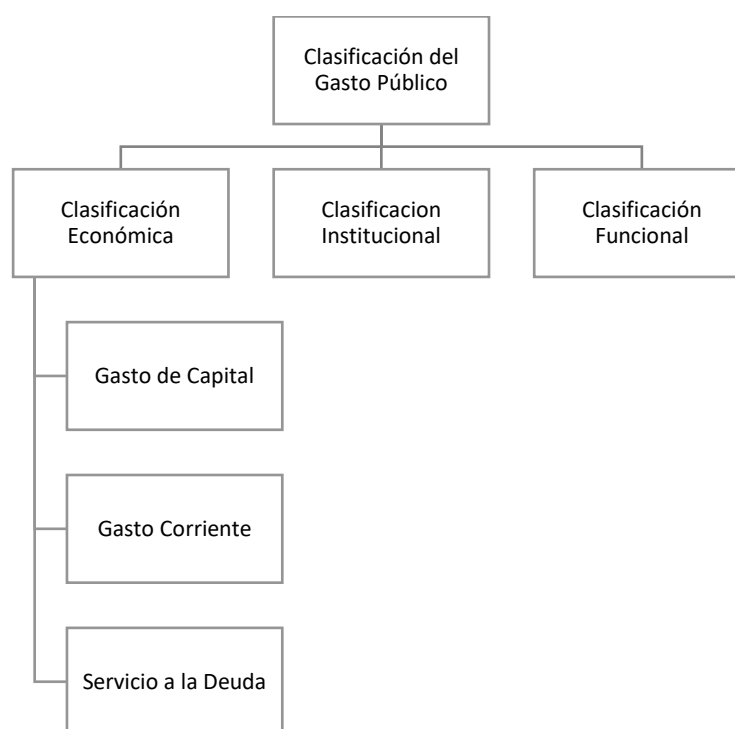 Clasificación del
Gasto Público
Clasificación
Económica
Clasificacion
Institucional
Clasificación
Funcional
Gasto de Capital
Gasto Corriente
Servicio a la Deuda